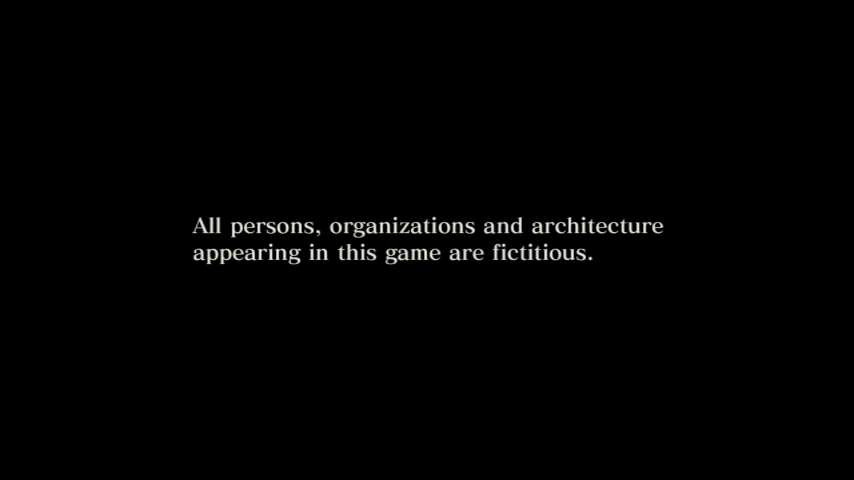 All persons, organizations and architecture
appearing in this game are fictitious.